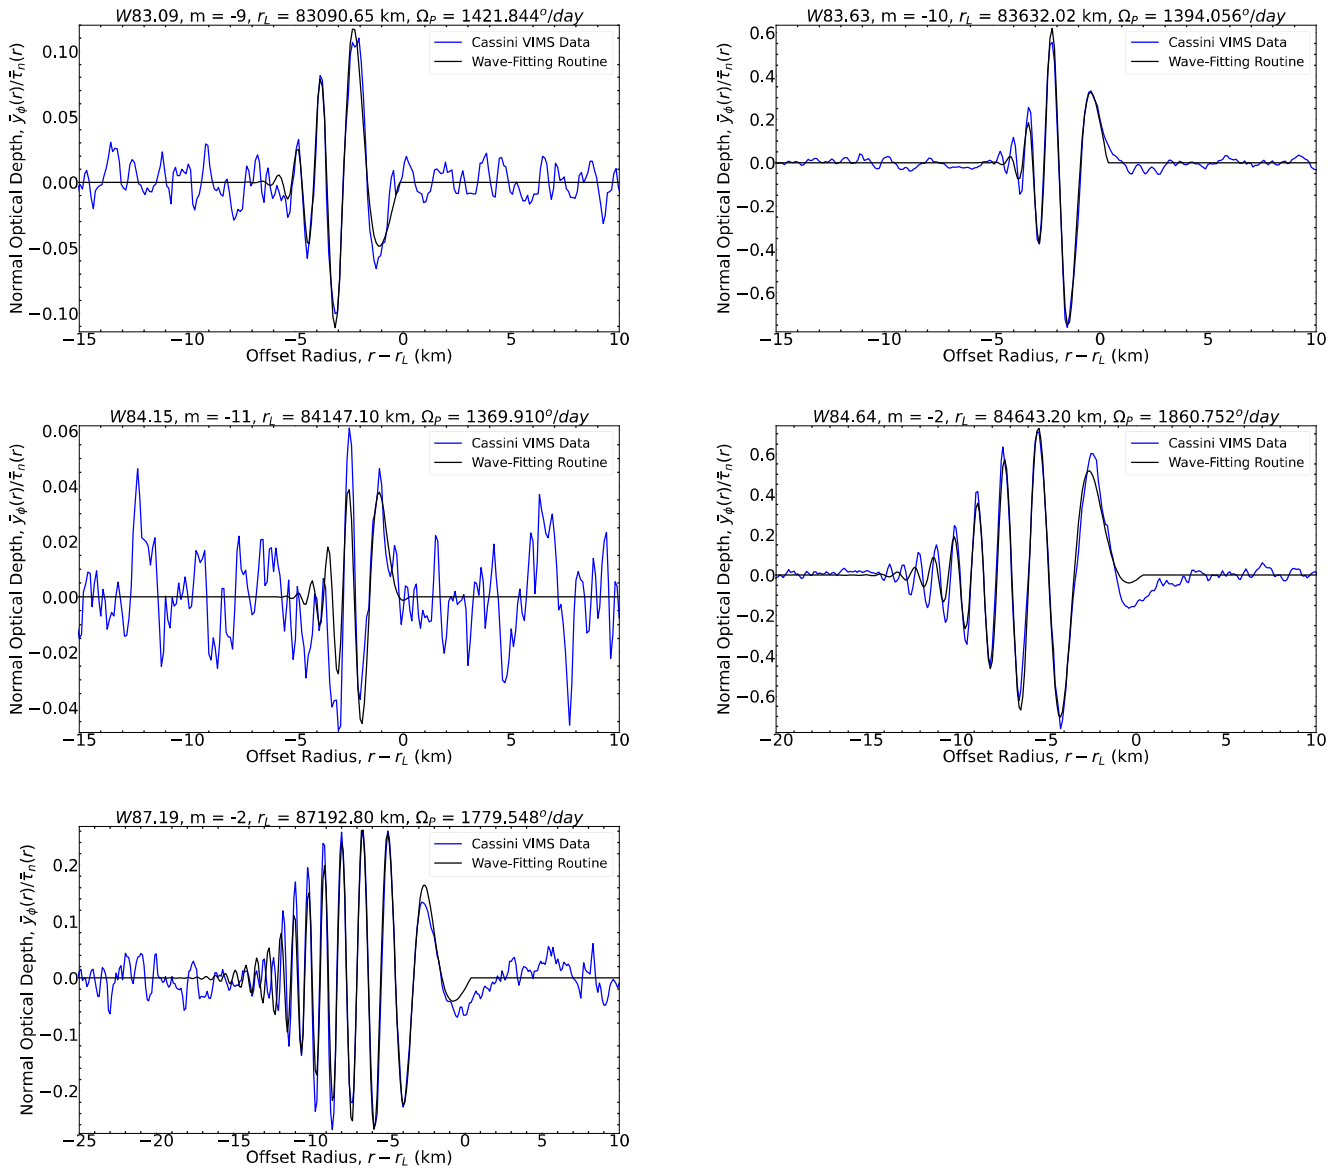 W83.09, m = -9, r_L = 83090.65 km, Ω_P = 1421.844°/day
Normal Optical Depth, ȳ_ϕ(r)/τ̄_n(r)
0.10
0.05
0.00
−0.05
−0.10
Cassini VIMS Data
Wave-Fitting Routine
−15 −10 −5 0 5 10
Offset Radius, r − r_L (km)
W83.63, m = -10, r_L = 83632.02 km, Ω_P = 1394.056°/day
Normal Optical Depth, ȳ_ϕ(r)/τ̄_n(r)
0.6
0.4
0.2
0.0
−0.2
−0.4
−0.6
Cassini VIMS Data
Wave-Fitting Routine
−15 −10 −5 0 5 10
Offset Radius, r − r_L (km)
W84.15, m = -11, r_L = 84147.10 km, Ω_P = 1369.910°/day
Normal Optical Depth, ȳ_ϕ(r)/τ̄_n(r)
0.06
0.04
0.02
0.00
−0.02
−0.04
Cassini VIMS Data
Wave-Fitting Routine
−15 −10 −5 0 5 10
Offset Radius, r − r_L (km)
W84.64, m = -2, r_L = 84643.20 km, Ω_P = 1860.752°/day
Normal Optical Depth, ȳ_ϕ(r)/τ̄_n(r)
0.6
0.4
0.2
0.0
−0.2
−0.4
−0.6
Cassini VIMS Data
Wave-Fitting Routine
−20 −15 −10 −5 0 5 10
Offset Radius, r − r_L (km)
W87.19, m = -2, r_L = 87192.80 km, Ω_P = 1779.548°/day
Normal Optical Depth, ȳ_ϕ(r)/τ̄_n(r)
0.2
0.1
0.0
−0.1
−0.2
Cassini VIMS Data
Wave-Fitting Routine
−25 −20 −15 −10 −5 0 5 10
Offset Radius, r − r_L (km)